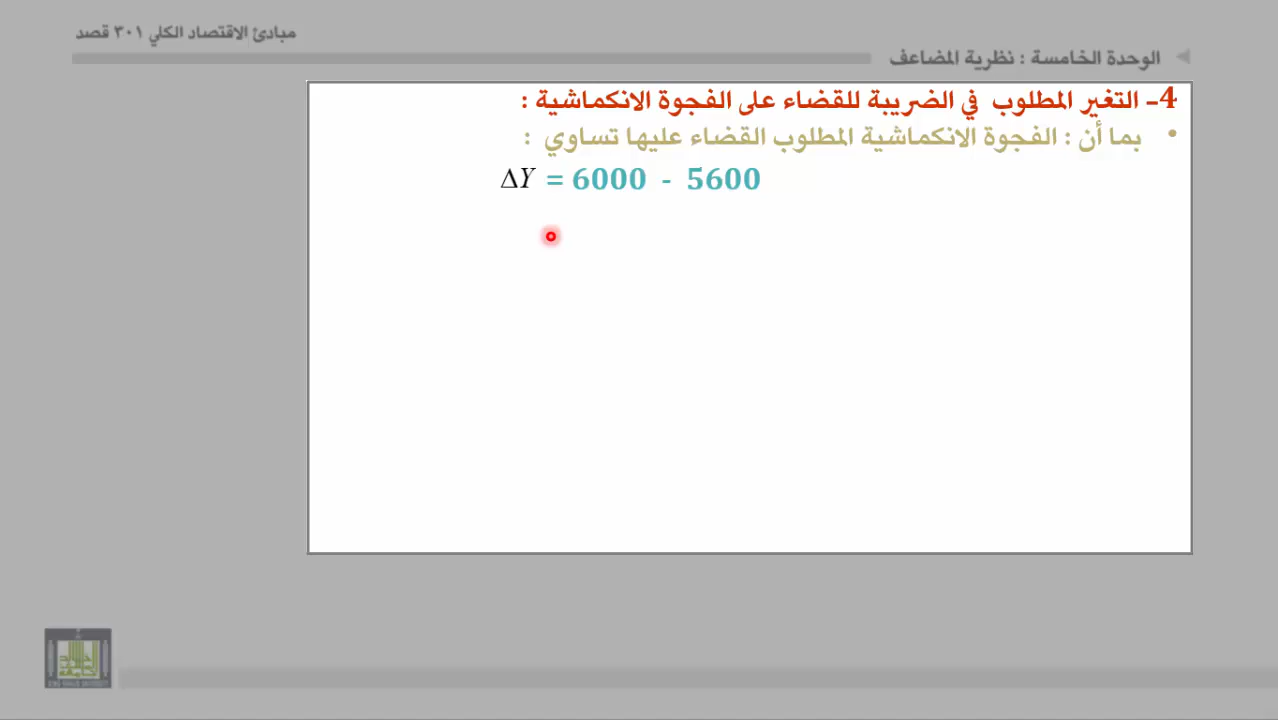 مبادئ الاقتصاد الكلي ٣٠١ قصد
الوحدة الخامسة : نظرية المضاعف
4- التغير المطلوب في الضريبة للقضاء على الفجوة الانكماشية :
• بما أن : الفجوة الانكماشية المطلوب القضاء عليها تساوي :
ΔY = 6000 - 5600